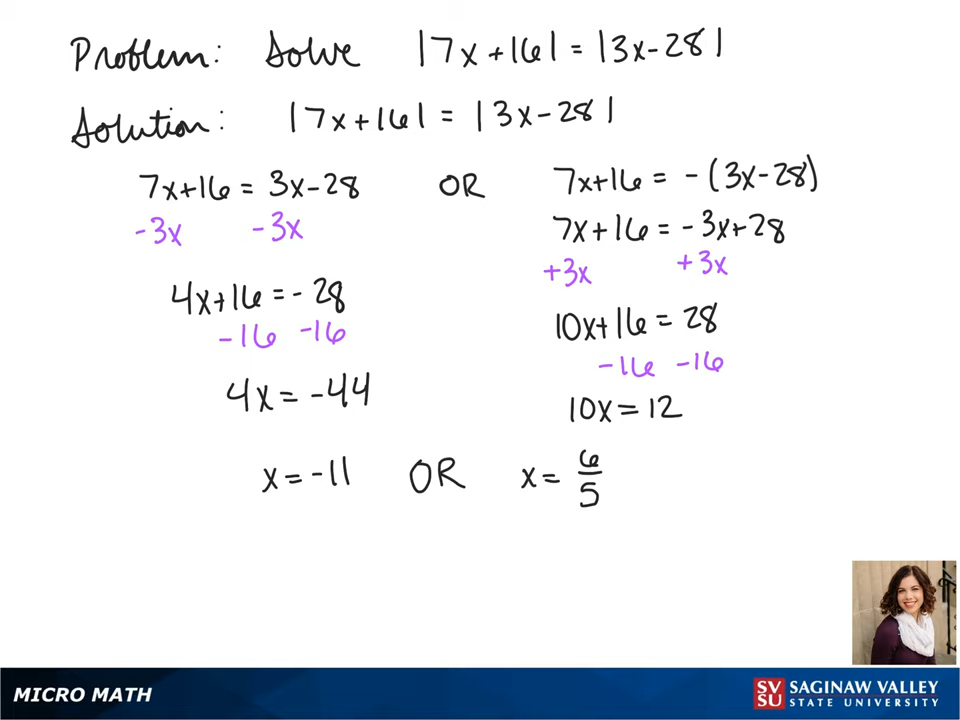 Problem: Solve |7x+16| = |3x-28|
Solution: |7x+16| = |3x-28|
7x+16 = 3x-28 OR 7x+16 = -(3x-28)
-3x -3x 7x+16 = -3x+28
+3x +3x
4x+16 = -28 10x+16 = 28
-16 -16 -16 -16
4x = -44 10x = 12
x = -11 OR x = 6/5
MICRO MATH
SV SU SAGINAW VALLEY
STATE UNIVERSITY